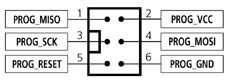 PROG_MISO 1 2 PROG_VCC
PROG_SCK 3 4 PROG_MOSI
PROG_RESET 5 6 PROG_GND